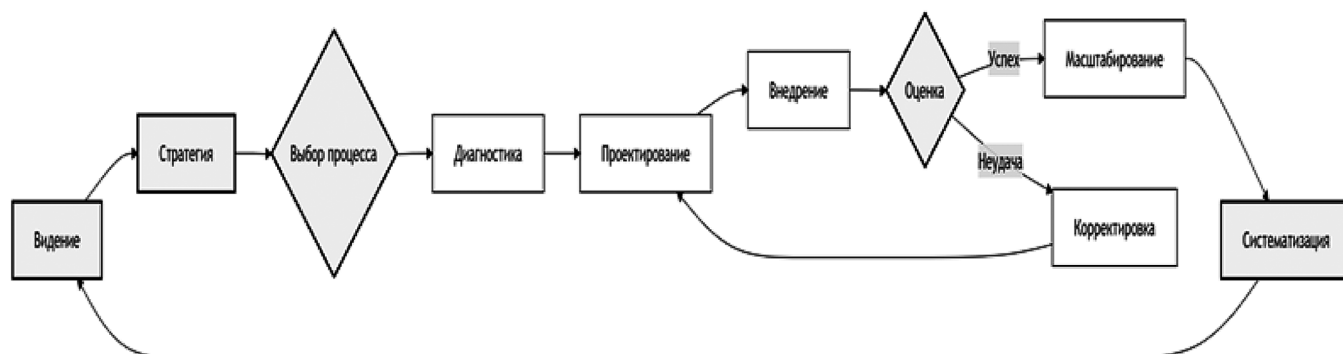 Видение
Стратегия
Выбор процесса
Диагностика
Проектирование
Внедрение
Оценка
Успех
Масштабирование
Неудача
Корректировка
Систематизация